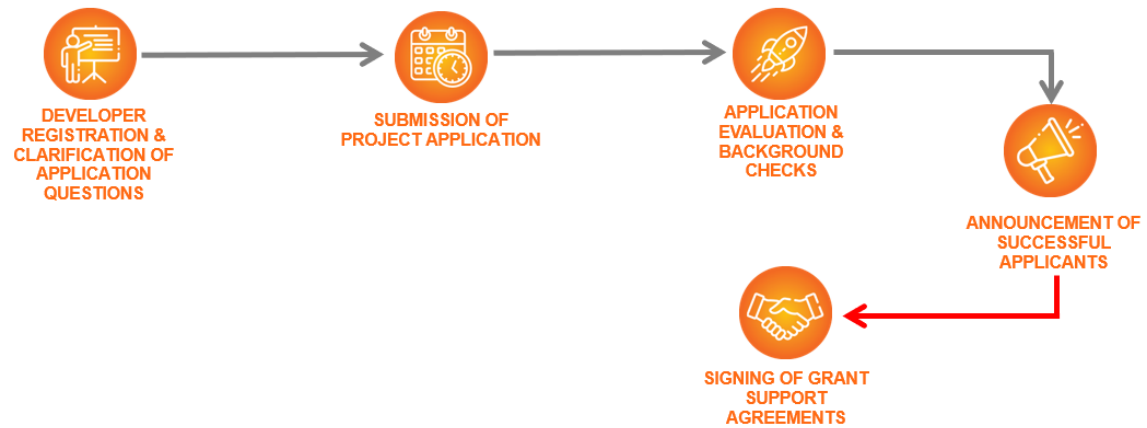 DEVELOPER
REGISTRATION &
CLARIFICATION OF
APPLICATION
QUESTIONS
SUBMISSION OF
PROJECT APPLICATION
APPLICATION
EVALUATION &
BACKGROUND
CHECKS
ANNOUNCEMENT OF
SUCCESSFUL
APPLICANTS
SIGNING OF GRANT
SUPPORT
AGREEMENTS